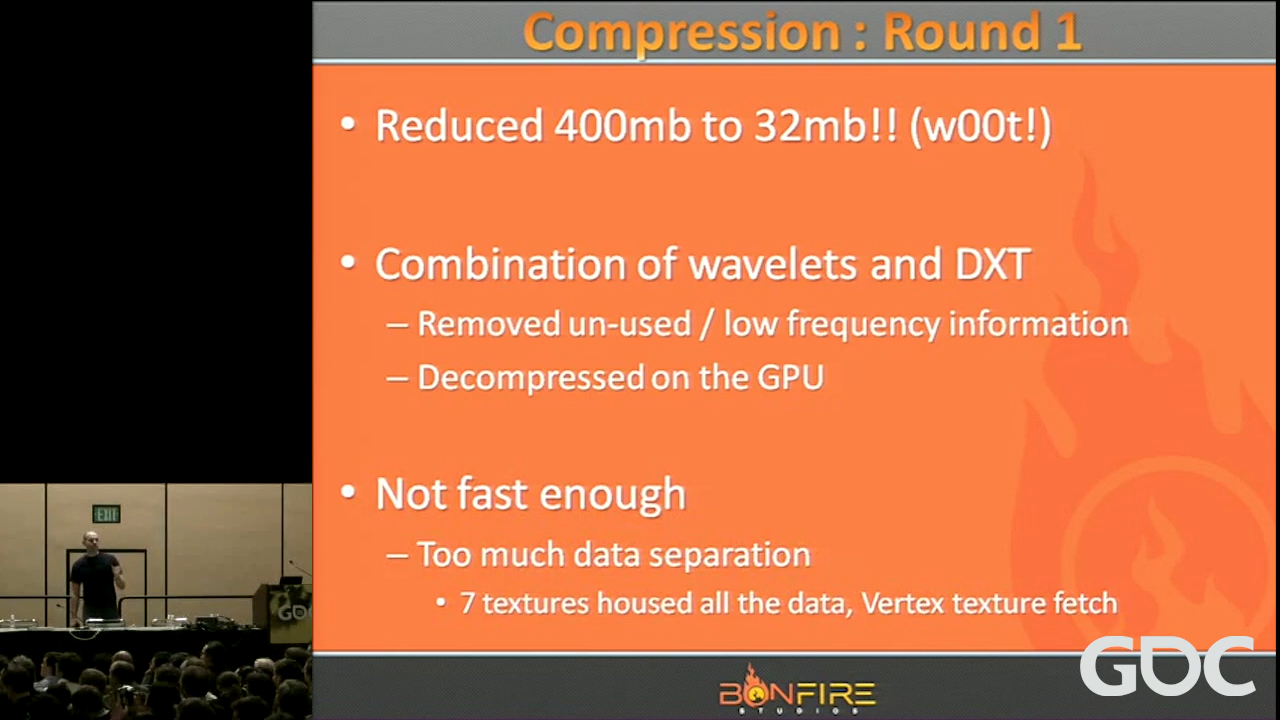 Compression : Round 1
• Reduced 400mb to 32mb!! (w00t!)
• Combination of wavelets and DXT
– Removed un-used / low frequency information
– Decompressed on the GPU
• Not fast enough
– Too much data separation
• 7 textures housed all the data, Vertex texture fetch
EXIT
GDC
GDC
BONFIRE
STUDIOS